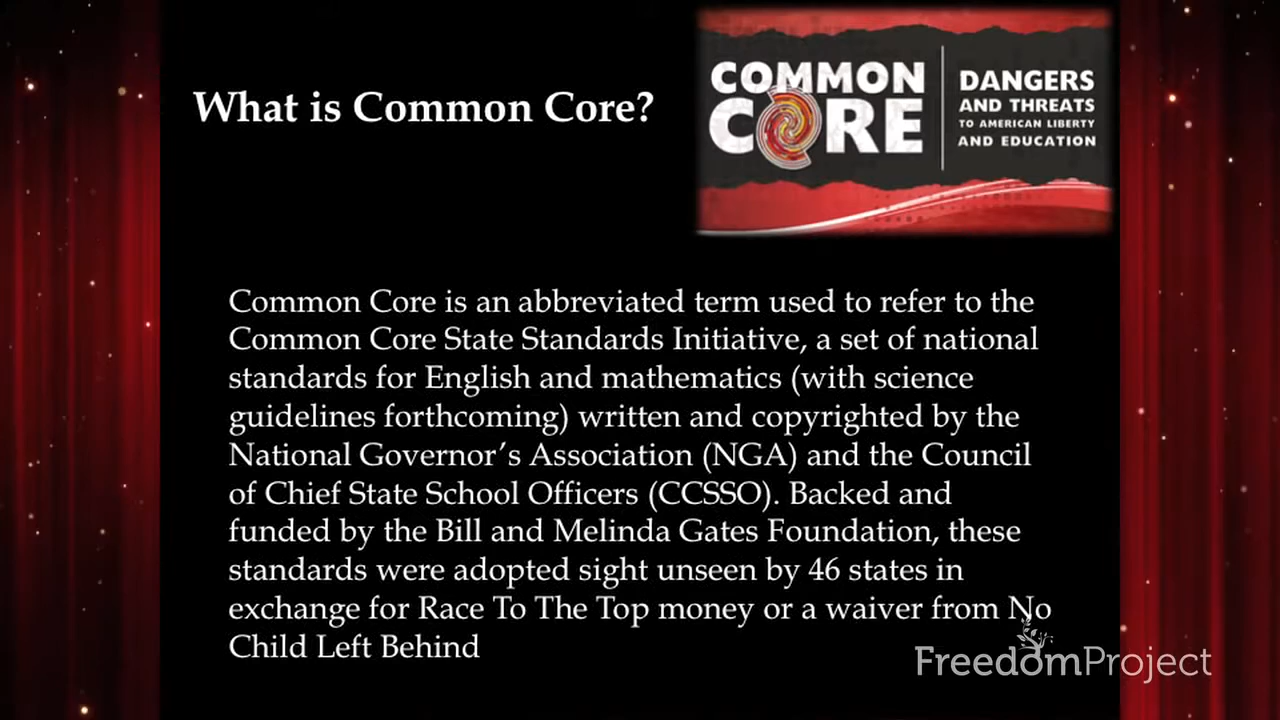 What is Common Core?
COMMON
CORE
DANGERS
AND THREATS
TO AMERICAN LIBERTY
AND EDUCATION
Common Core is an abbreviated term used to refer to the
Common Core State Standards Initiative, a set of national
standards for English and mathematics (with science
guidelines forthcoming) written and copyrighted by the
National Governor's Association (NGA) and the Council
of Chief State School Officers (CCSSO). Backed and
funded by the Bill and Melinda Gates Foundation, these
standards were adopted sight unseen by 46 states in
exchange for Race To The Top money or a waiver from No
Child Left Behind
FreedomProject